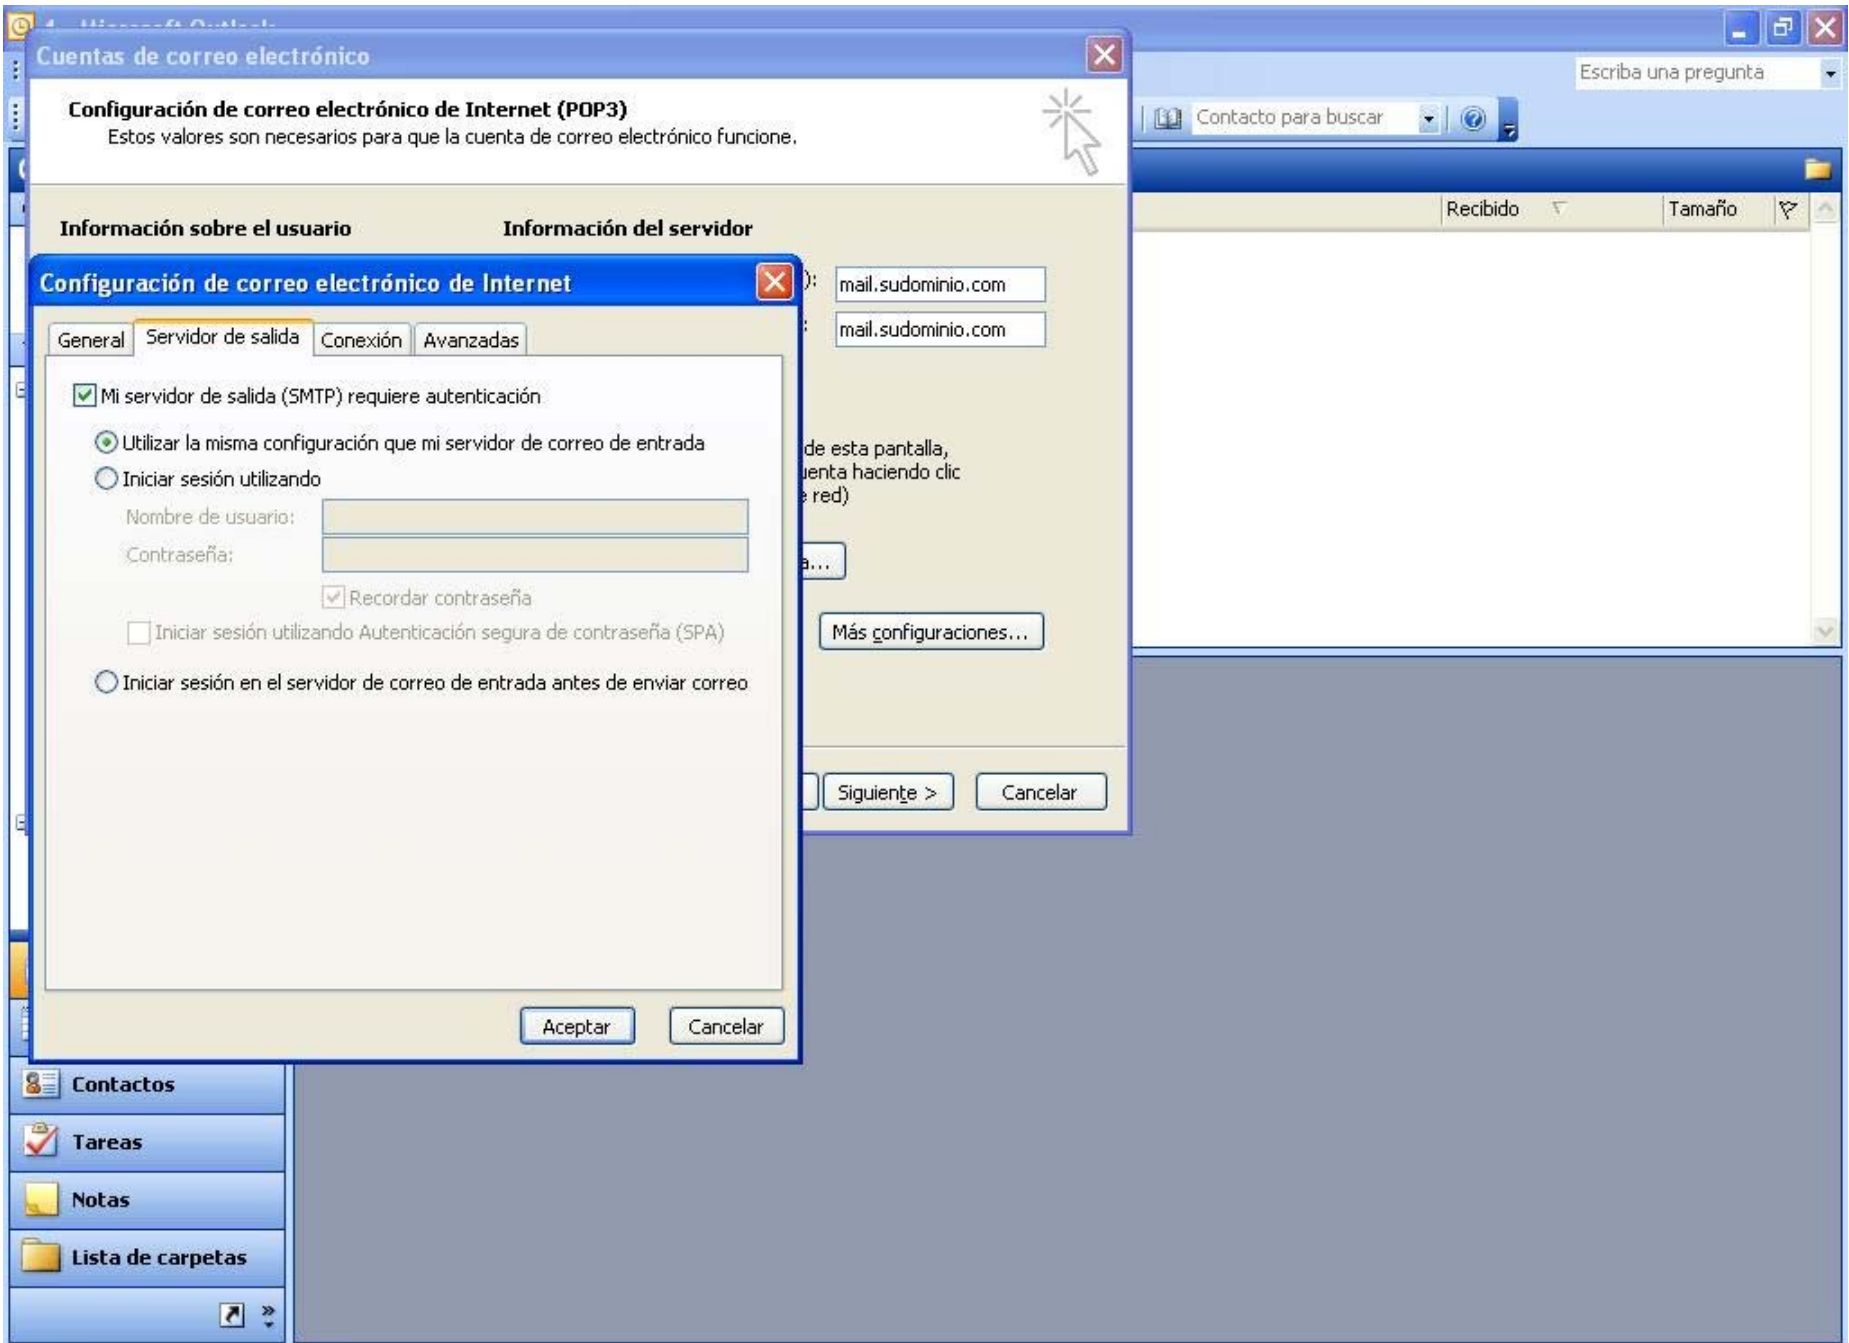 Cuentas de correo electrónico
Escriba una pregunta
Configuración de correo electrónico de Internet (POP3)
Estos valores son necesarios para que la cuenta de correo electrónico funcione.
Contacto para buscar
Recibido
Tamaño
Información sobre el usuario
Información del servidor
Configuración de correo electrónico de Internet
):
mail.sudominio.com
:
mail.sudominio.com
General
Servidor de salida
Conexión
Avanzadas
Mi servidor de salida (SMTP) requiere autenticación
Utilizar la misma configuración que mi servidor de correo de entrada
Iniciar sesión utilizando
Nombre de usuario:
Contraseña:
Recordar contraseña
Iniciar sesión utilizando Autenticación segura de contraseña (SPA)
Iniciar sesión en el servidor de correo de entrada antes de enviar correo
de esta pantalla,
haciendo clic
red)
Más configuraciones...
Siguiente >
Cancelar
Aceptar
Cancelar
Contactos
Tareas
Notas
Lista de carpetas